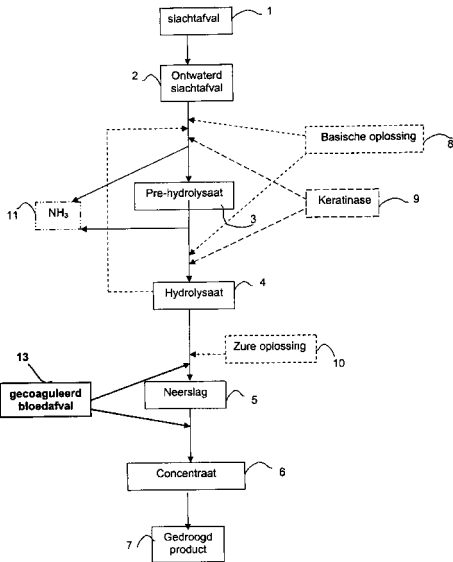 slachtafval
1
2
Ontwaterd
slachtafval
Basische oplossing
8
Pre-hydrolysaat
3
Keratinase
9
11
NH₃
Hydrolysaat
4
Zure oplossing
10
13
gecoaguleerd
bloedafval
Neerslag
5
Concentraat
6
7
Gedroogd
product